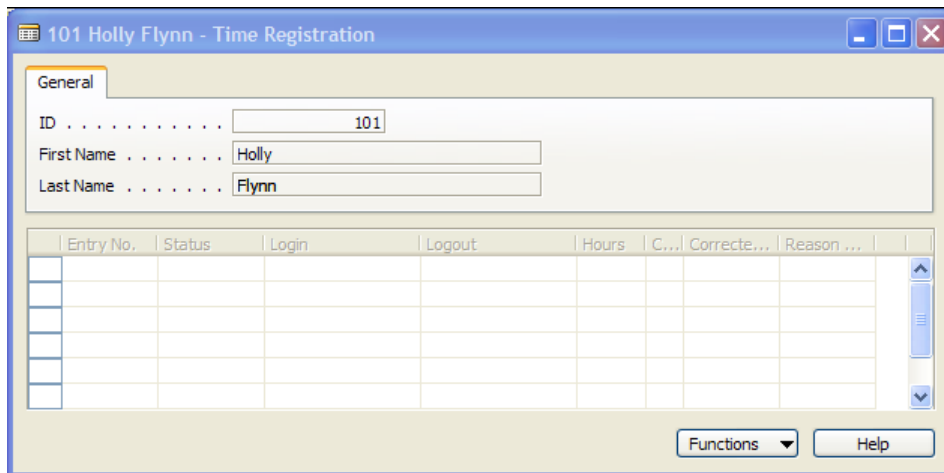 101 Holly Flynn - Time Registration
General
ID . . . . . . . . . . . 101
First Name . . . . . . . Holly
Last Name . . . . . . . Flynn
Entry No. Status Login Logout Hours C... Correcte... Reason ...
Functions Help